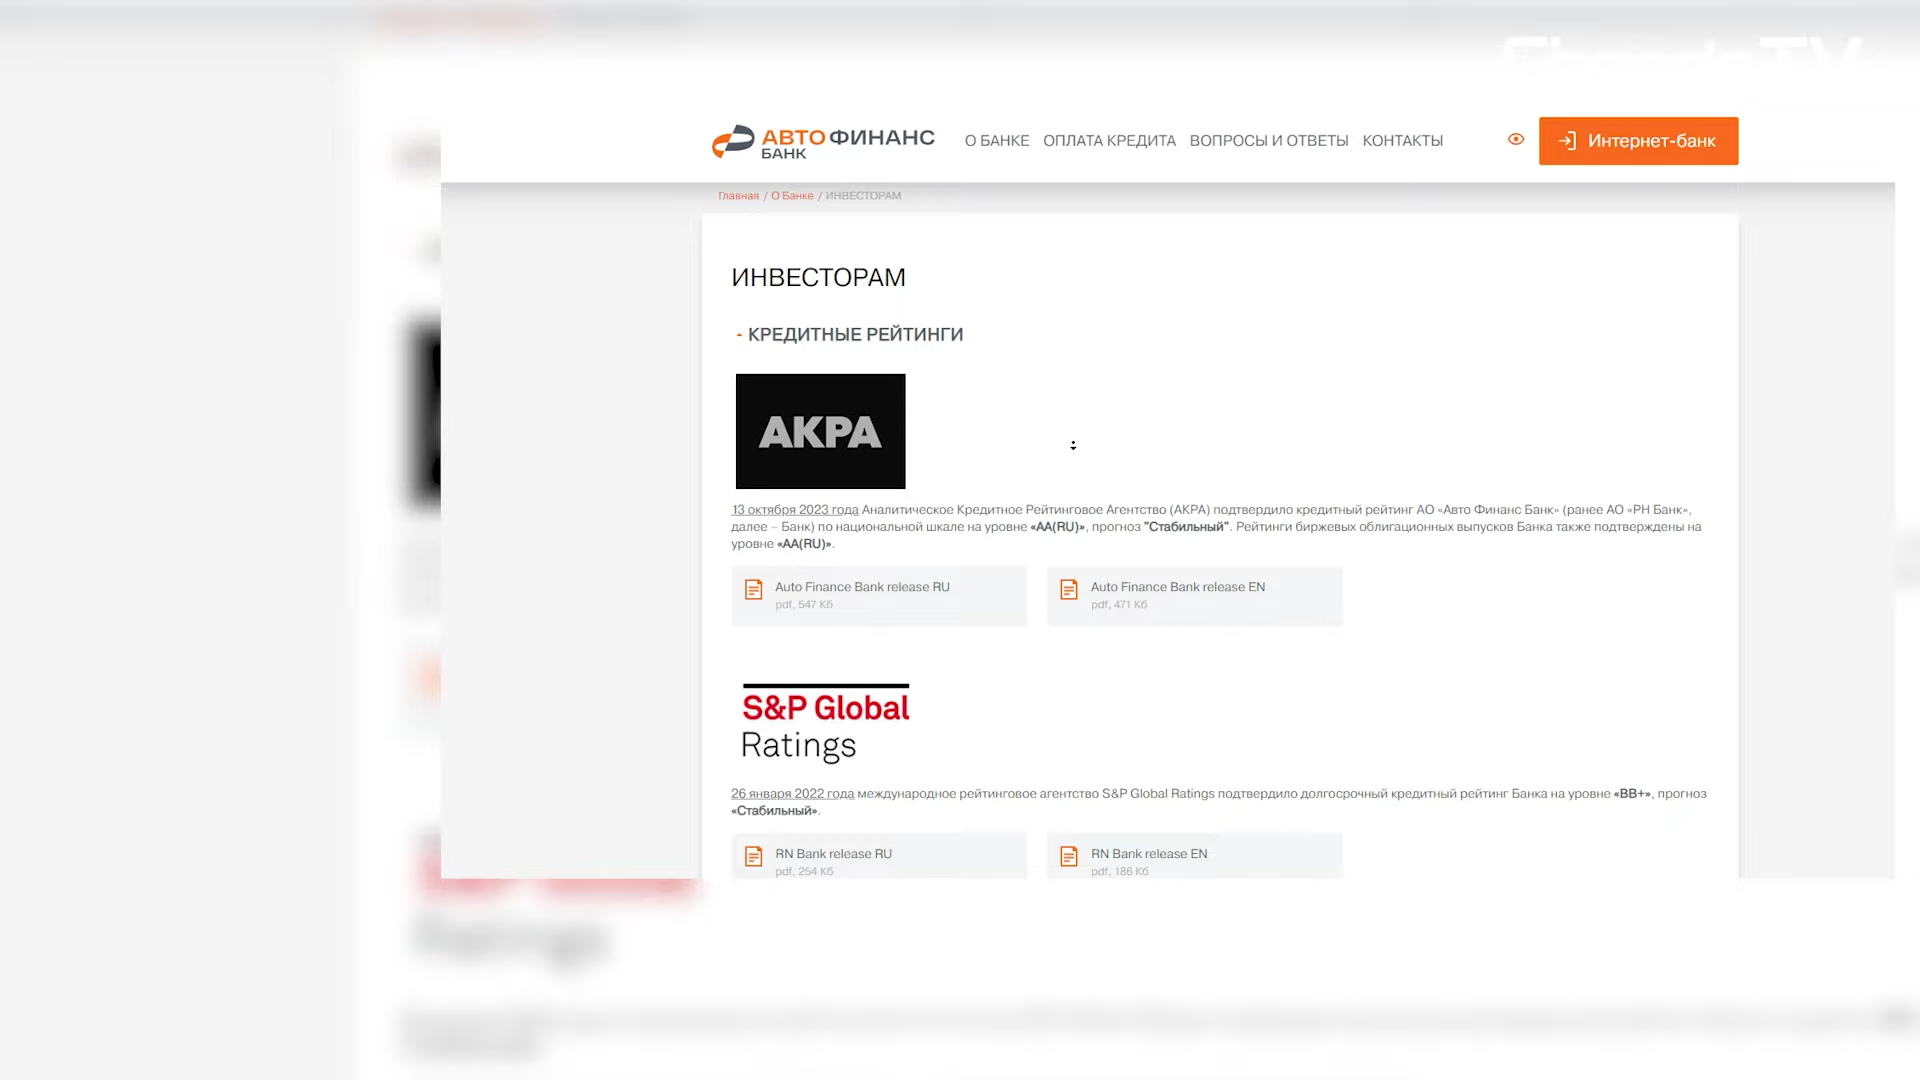 АВТО ФИНАНС
БАНК
О БАНКЕ ОПЛАТА КРЕДИТА ВОПРОСЫ И ОТВЕТЫ КОНТАКТЫ
Интернет-банк
Главная / О Банке / ИНВЕСТОРАМ
ИНВЕСТОРАМ
КРЕДИТНЫЕ РЕЙТИНГИ
АКРА
13 октября 2023 года Аналитическое Кредитное Рейтинговое Агентство (АКРА) подтвердило кредитный рейтинг АО «Авто Финанс Банк» (ранее АО «РН Банк»,
далее – Банк) по национальной шкале на уровне «AA(RU)», прогноз "Стабильный". Рейтинги биржевых облигационных выпусков Банка также подтверждены на
уровне «AA(RU)».
Auto Finance Bank release RU
pdf, 547 Кб
Auto Finance Bank release EN
pdf, 471 Кб
S&P Global
Ratings
26 января 2022 года международное рейтинговое агентство S&P Global Ratings подтвердило долгосрочный кредитный рейтинг Банка на уровне «BB+», прогноз
«Стабильный».
RN Bank release RU
pdf, 254 Кб
RN Bank release EN
pdf, 186 Кб